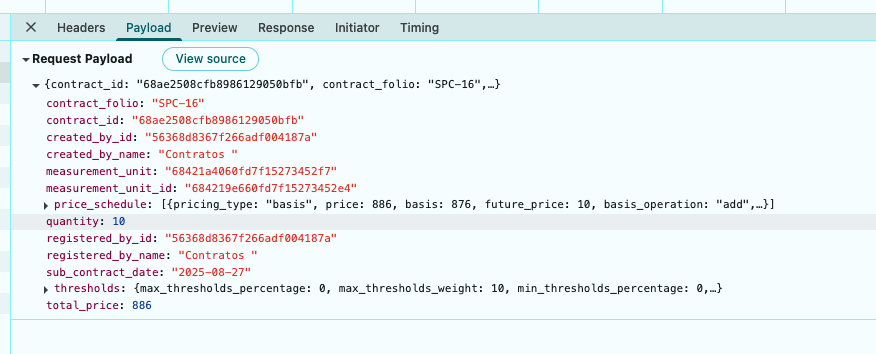 Headers Payload Preview Response Initiator Timing
Request Payload View source
{contract_id: "68ae2508cfb8986129050bfb", contract_folio: "SPC-16",…}
contract_folio: "SPC-16"
contract_id: "68ae2508cfb8986129050bfb"
created_by_id: "56368d8367f266adf004187a"
created_by_name: "Contratos "
measurement_unit: "68421a4060fd7f15273452f7"
measurement_unit_id: "684219e660fd7f15273452e4"
price_schedule: [{pricing_type: "basis", price: 886, basis: 876, future_price: 10, basis_operation: "add",…}]
quantity: 10
registered_by_id: "56368d8367f266adf004187a"
registered_by_name: "Contratos "
sub_contract_date: "2025-08-27"
thresholds: {max_thresholds_percentage: 0, max_thresholds_weight: 10, min_thresholds_percentage: 0,…}
total_price: 886